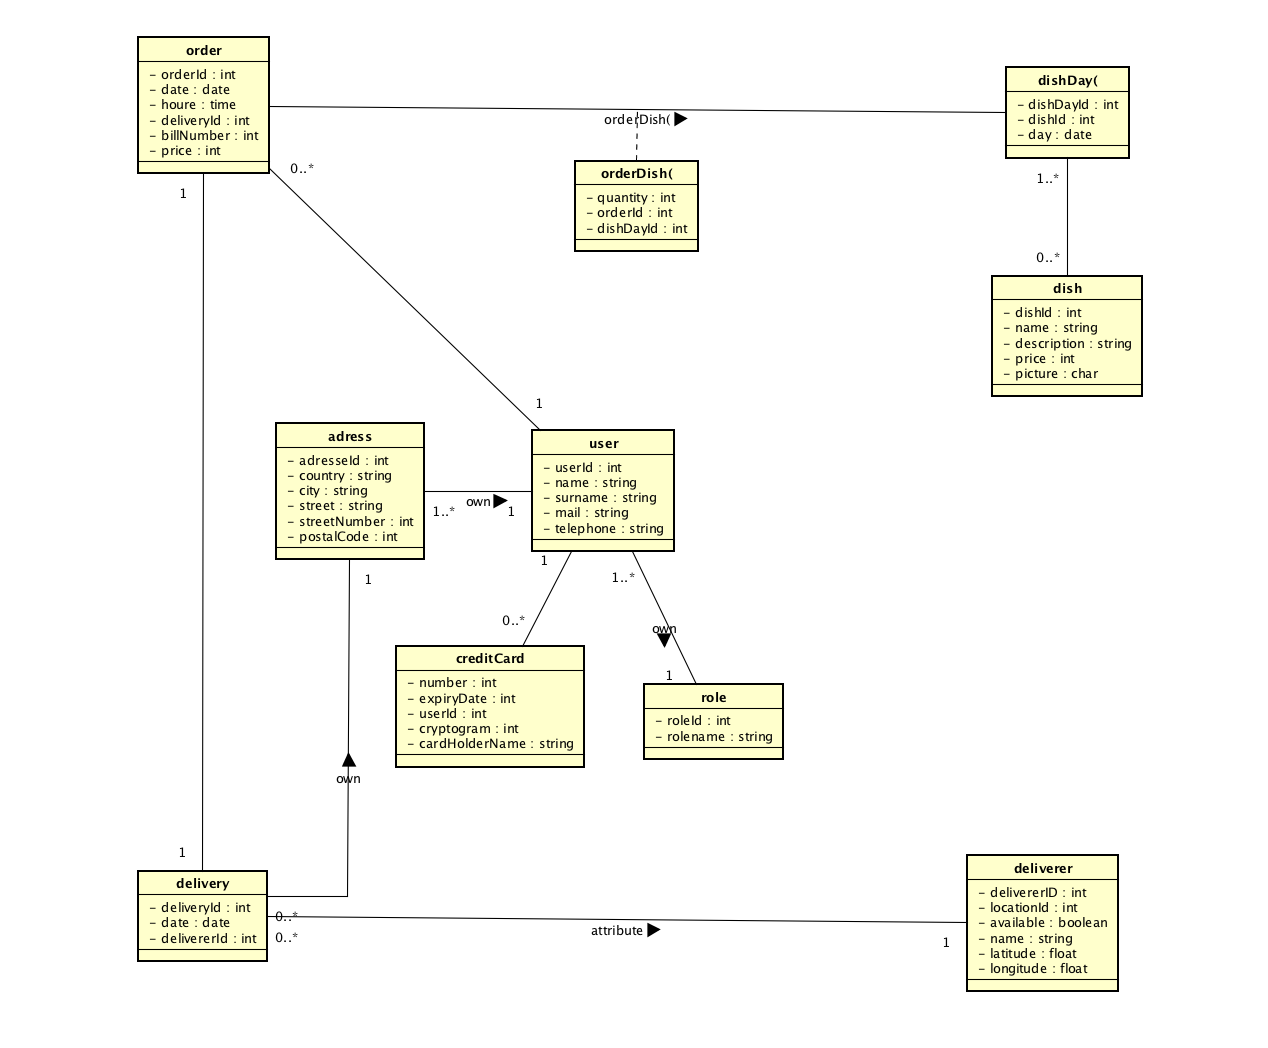 order
- orderId : int
- date : date
- houre : time
- deliveryId : int
- billNumber : int
- price : int
dishDay(
- dishDayId : int
- dishId : int
- day : date
orderDish(
orderDish(
- quantity : int
- orderId : int
- dishDayId : int
0..*
1
1..*
0..*
dish
- dishId : int
- name : string
- description : string
- price : int
- picture : char
1
adress
- adresseId : int
- country : string
- city : string
- street : string
- streetNumber : int
- postalCode : int
own
1..*
1
user
- userId : int
- name : string
- surname : string
- mail : string
- telephone : string
1
1
1..*
0..*
own
1
creditCard
- number : int
- expiryDate : int
- userId : int
- cryptogram : int
- cardHolderName : string
role
- roleId : int
- rolename : string
own
1
delivery
- deliveryId : int
- date : date
- delivererId : int
0..*
0..*
attribute
1
deliverer
- delivererID : int
- locationId : int
- available : boolean
- name : string
- latitude : float
- longitude : float